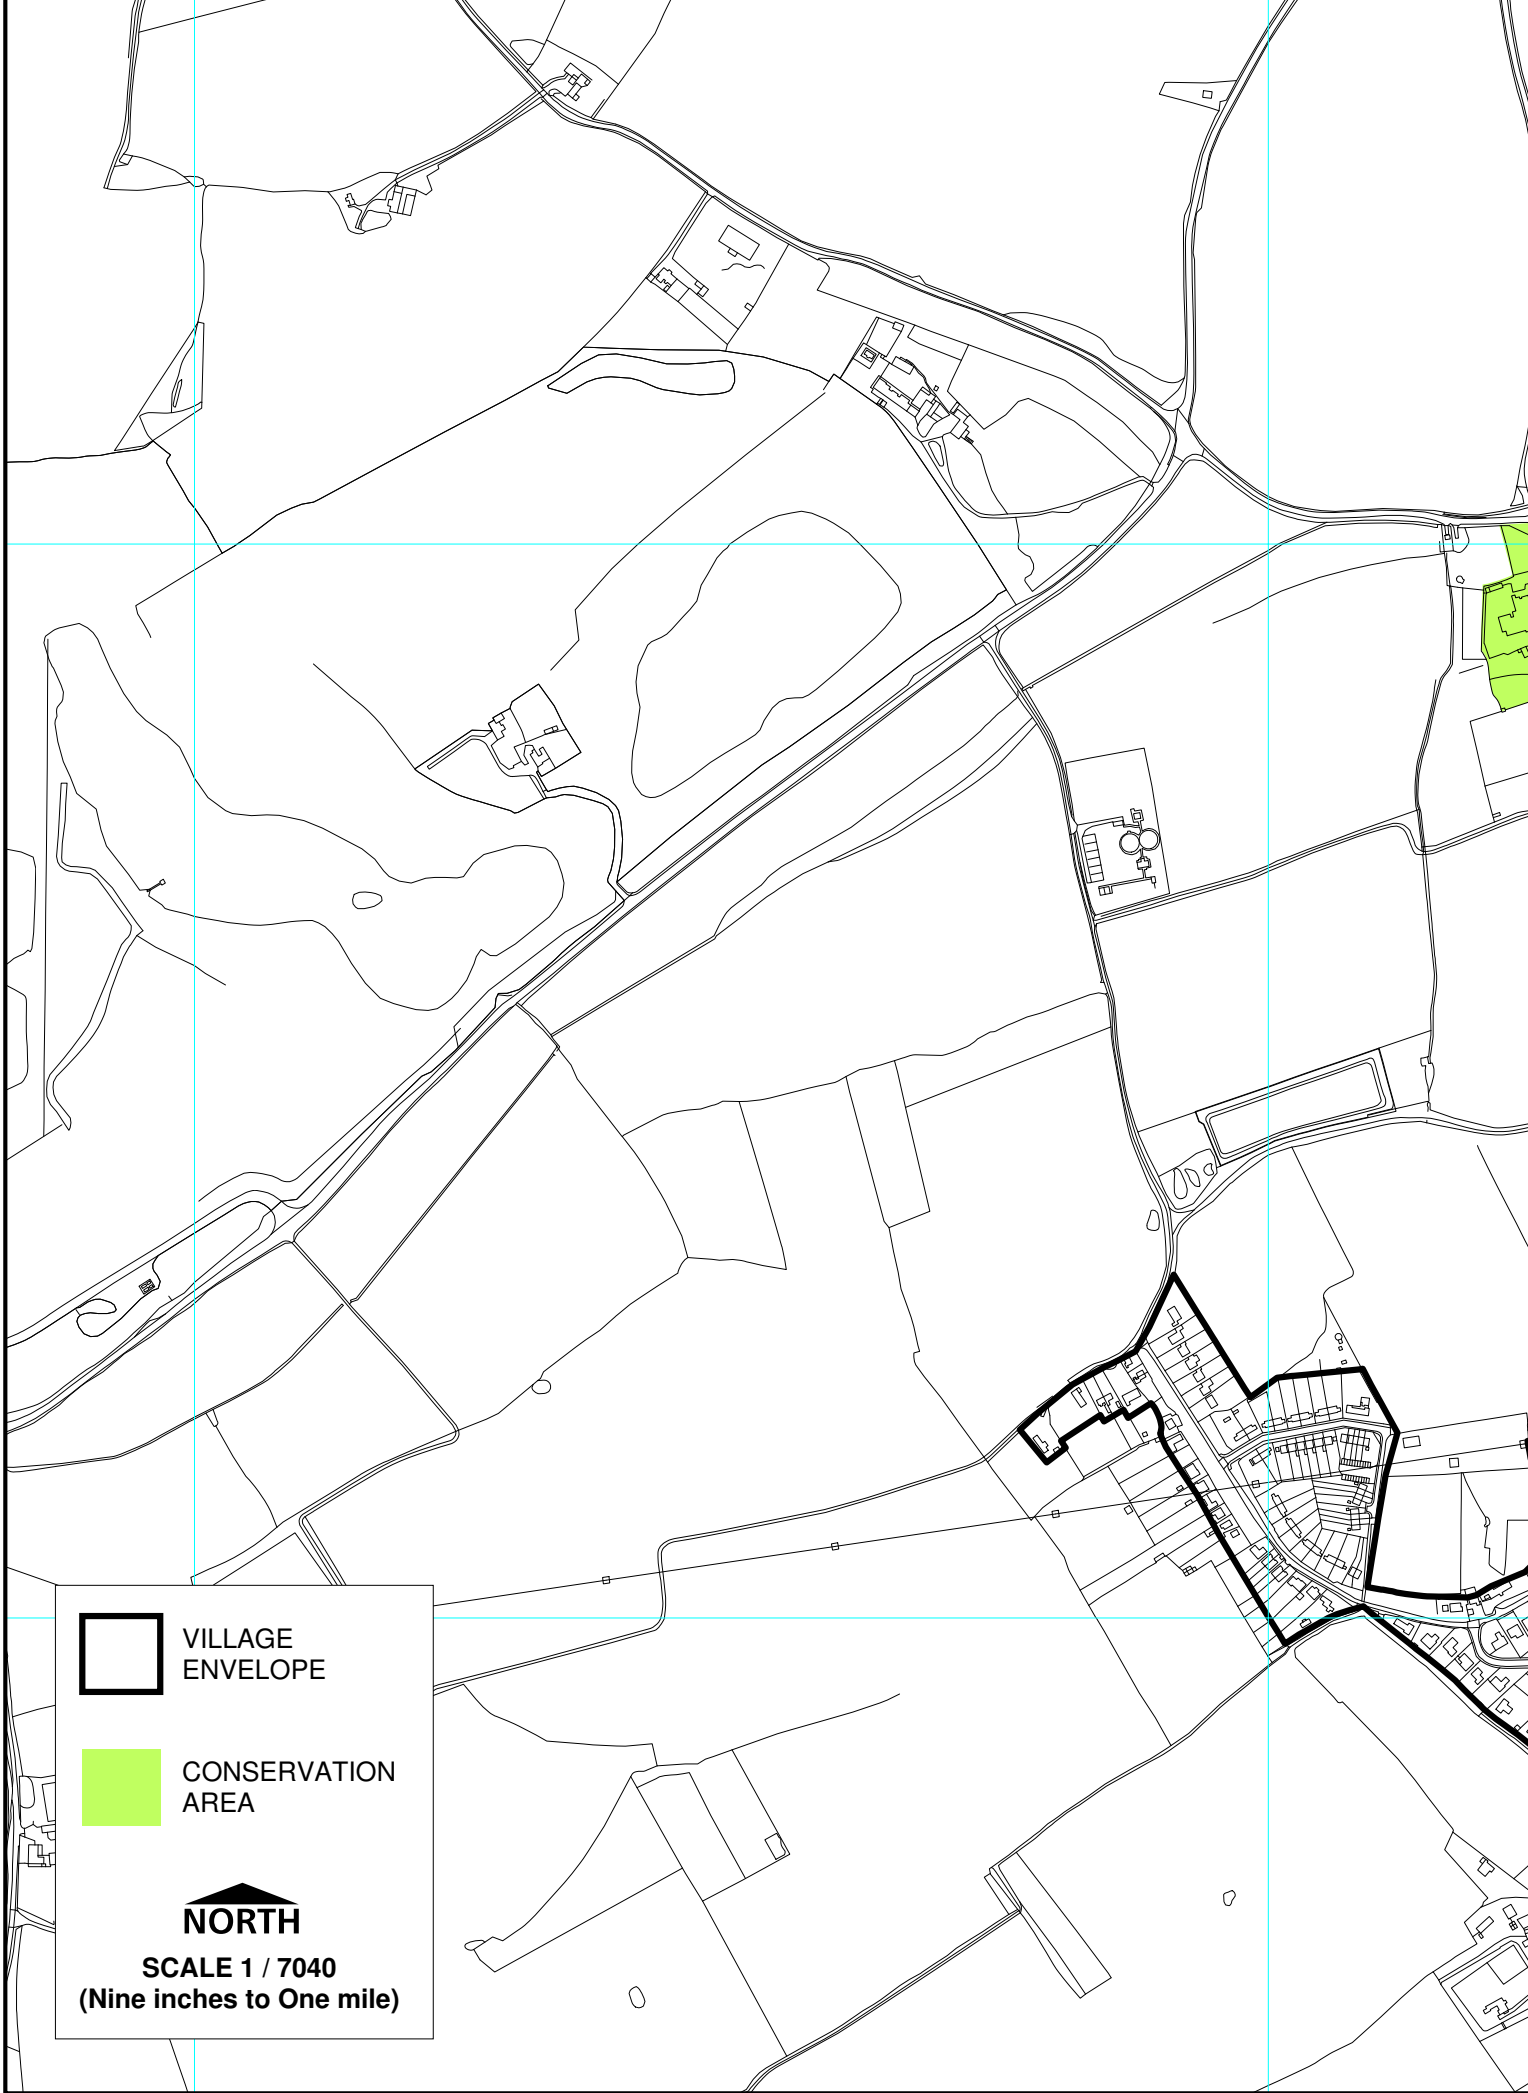 VILLAGE
ENVELOPE
CONSERVATION
AREA
NORTH
SCALE 1 / 7040
(Nine inches to One mile)